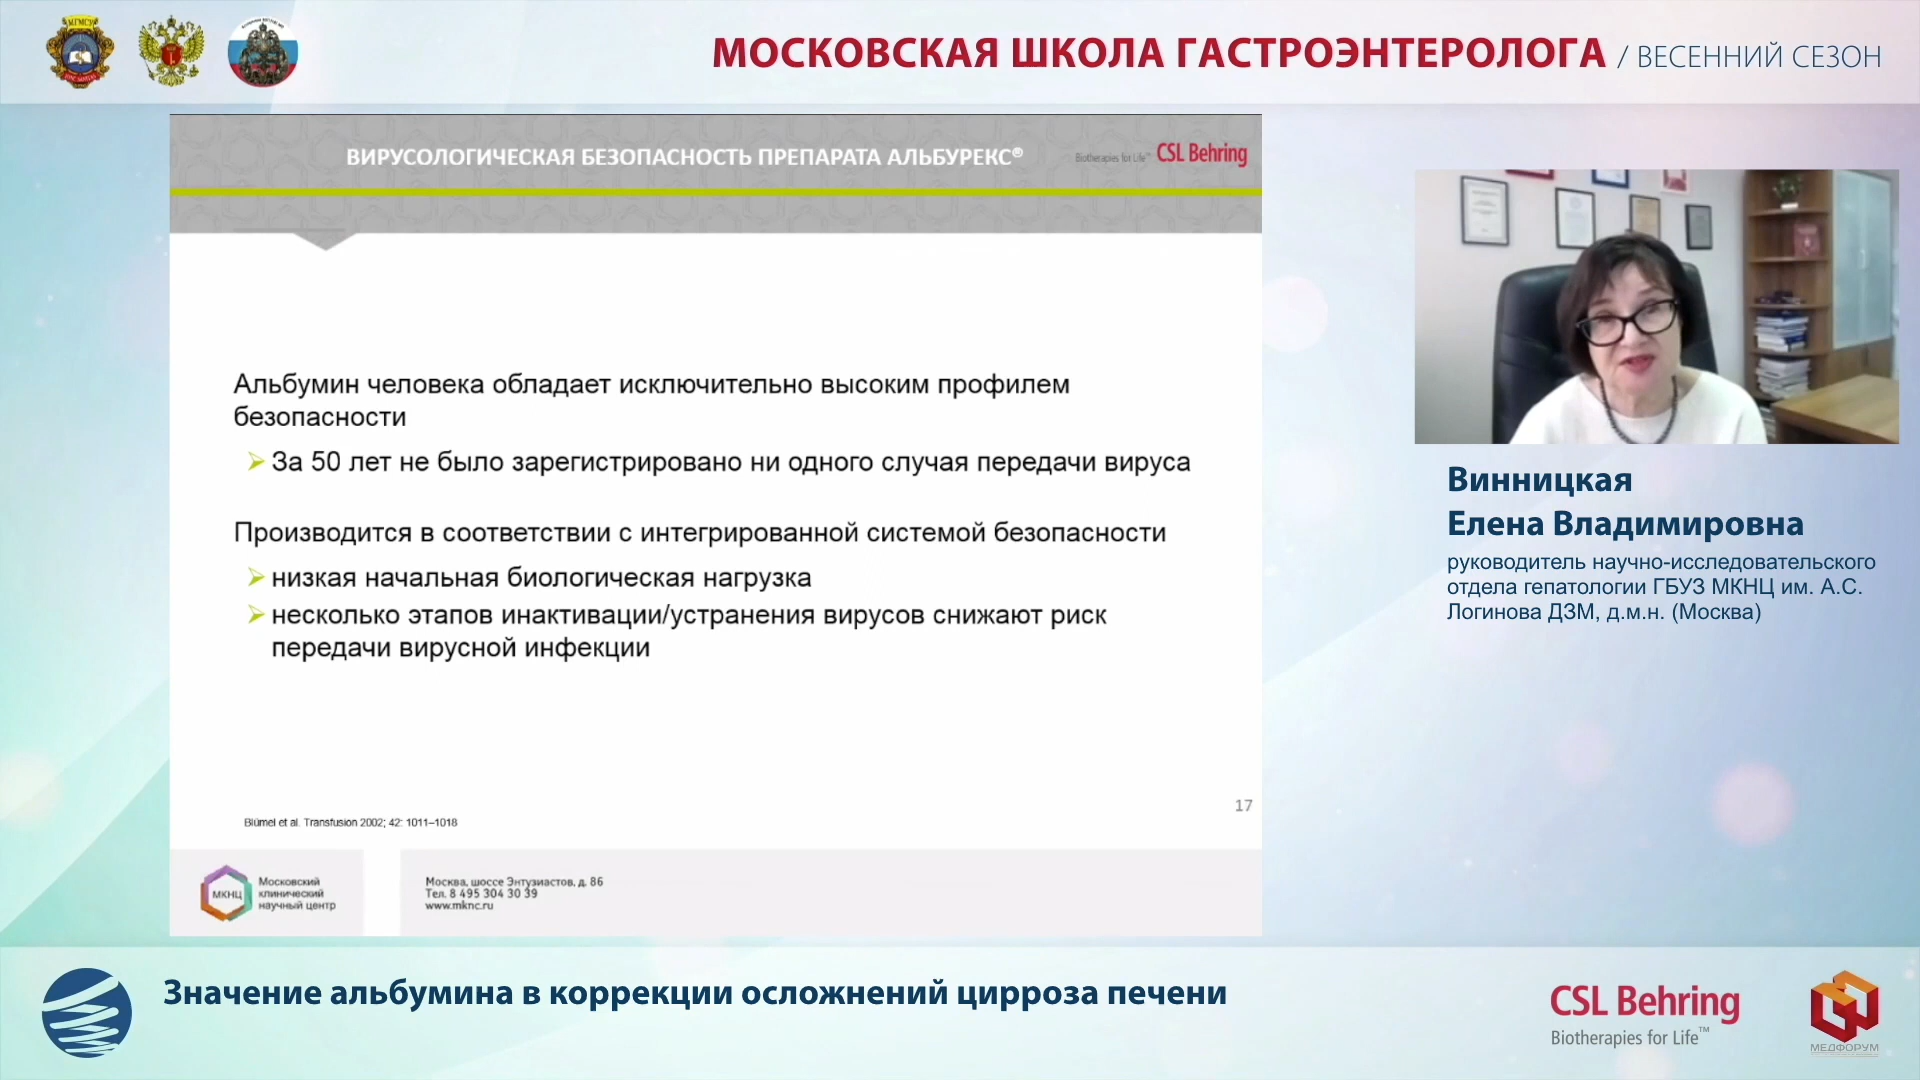 МГМСУ
МОСКОВСКАЯ ШКОЛА ГАСТРОЭНТЕРОЛОГА / ВЕСЕННИЙ СЕЗОН
ВИРУСОЛОГИЧЕСКАЯ БЕЗОПАСНОСТЬ ПРЕПАРАТА АЛЬБУРЕКС®
Biotherapies for Life™ CSL Behring
Альбумин человека обладает исключительно высоким профилем
безопасности
За 50 лет не было зарегистрировано ни одного случая передачи вируса
Производится в соответствии с интегрированной системой безопасности
низкая начальная биологическая нагрузка
несколько этапов инактивации/устранения вирусов снижают риск
передачи вирусной инфекции
17
Blümel et al. Transfusion 2002; 42: 1011–1018
МКНЦ
Московский
клинический
научный центр
Москва, шоссе Энтузиастов, д. 86
Тел. 8 495 304 30 39
www.mknc.ru
Винницкая
Елена Владимировна
руководитель научно-исследовательского
отдела гепатологии ГБУЗ МКНЦ им. А.С.
Логинова ДЗМ, д.м.н. (Москва)
Значение альбумина в коррекции осложнений цирроза печени
CSL Behring
Biotherapies for Life™
МЕДФОРУМ